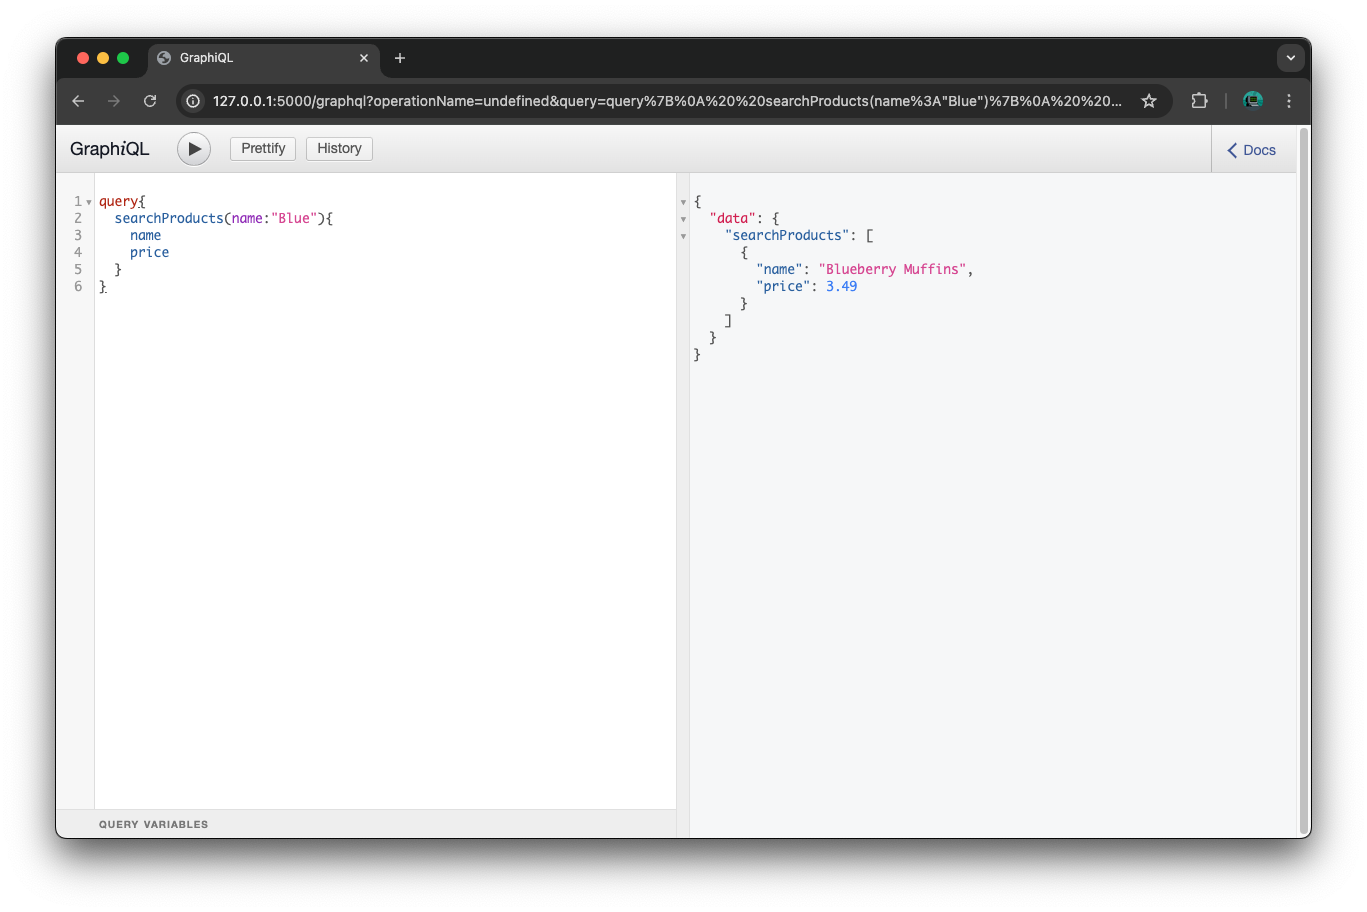 GraphiQL
127.0.0.1:5000/graphql?operationName=undefined&query=query%7B%0A%20%20searchProducts(name%3A"Blue")%7B%0A%20%20...
GraphiQL
Prettify
History
Docs
1 query{
2 searchProducts(name:"Blue"){
3 name
4 price
5 }
6 }
{
"data": {
"searchProducts": [
{
"name": "Blueberry Muffins",
"price": 3.49
}
]
}
}
QUERY VARIABLES